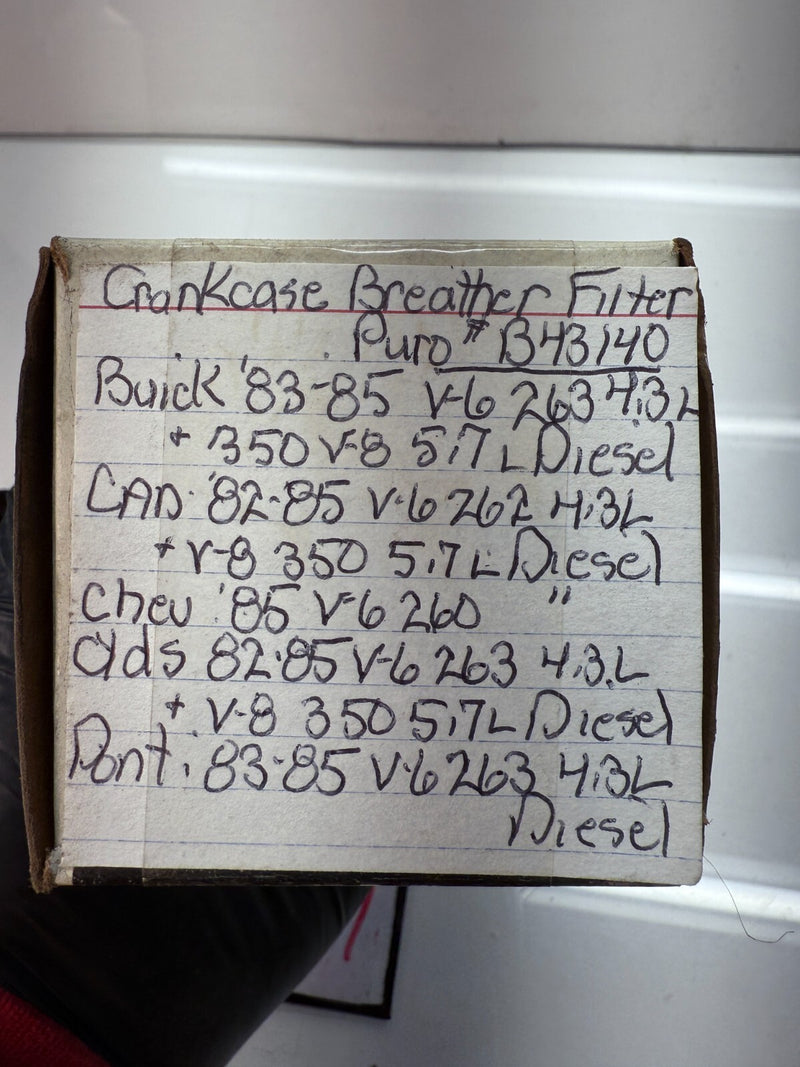 Crankcase Breather Filter
Puro # B43140
Buick '83-85 V-6 263 4.3L
+ 350 V-8 5.7L Diesel
CAD. '82-85 V-6 262 4.3L
+ V-8 350 5.7L Diesel
Chev '85 V-6 260 "
Olds 82-85 V-6 263 4.3.L
+ V-8 350 5.7L Diesel
Pont. 83-85 V-6 263 4.3L
Diesel